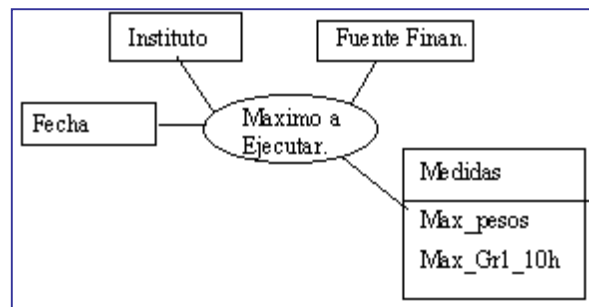 Instituto
Fuente Finan.
Fecha
Maximo a
Ejecutar.
Medidas
Max_pesos
Max_Gr1_10h